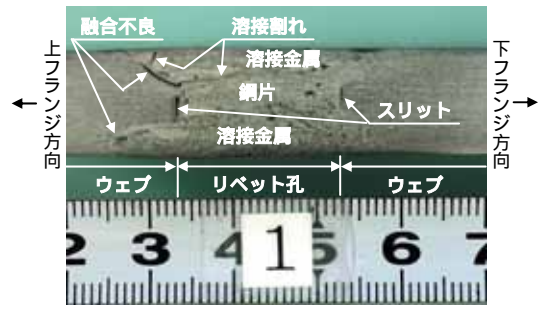 融合不良
溶接割れ
溶接金属
鋼片
スリット
溶接金属
上フランジ方向
下フランジ方向
ウェブ
リベット孔
ウェブ
2 3 4 5 6 7
1